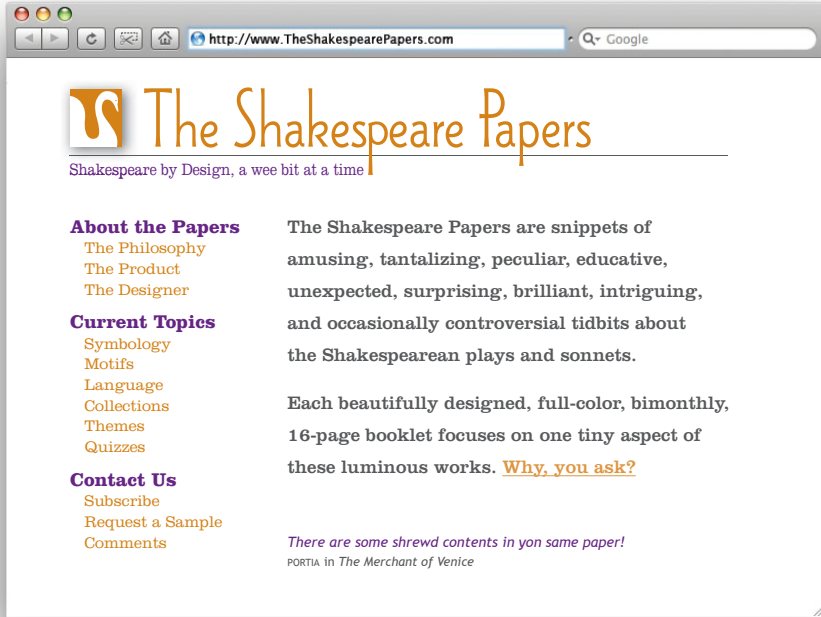 http://www.TheShakespearePapers.com
Google
The Shakespeare Papers
Shakespeare by Design, a wee bit at a time
About the Papers
The Philosophy
The Product
The Designer
Current Topics
Symbology
Motifs
Language
Collections
Themes
Quizzes
Contact Us
Subscribe
Request a Sample
Comments
The Shakespeare Papers are snippets of
amusing, tantalizing, peculiar, educative,
unexpected, surprising, brilliant, intriguing,
and occasionally controversial tidbits about
the Shakespearean plays and sonnets.
Each beautifully designed, full-color, bimonthly,
16-page booklet focuses on one tiny aspect of
these luminous works. Why, you ask?
There are some shrewd contents in yon same paper!
PORTIA in The Merchant of Venice